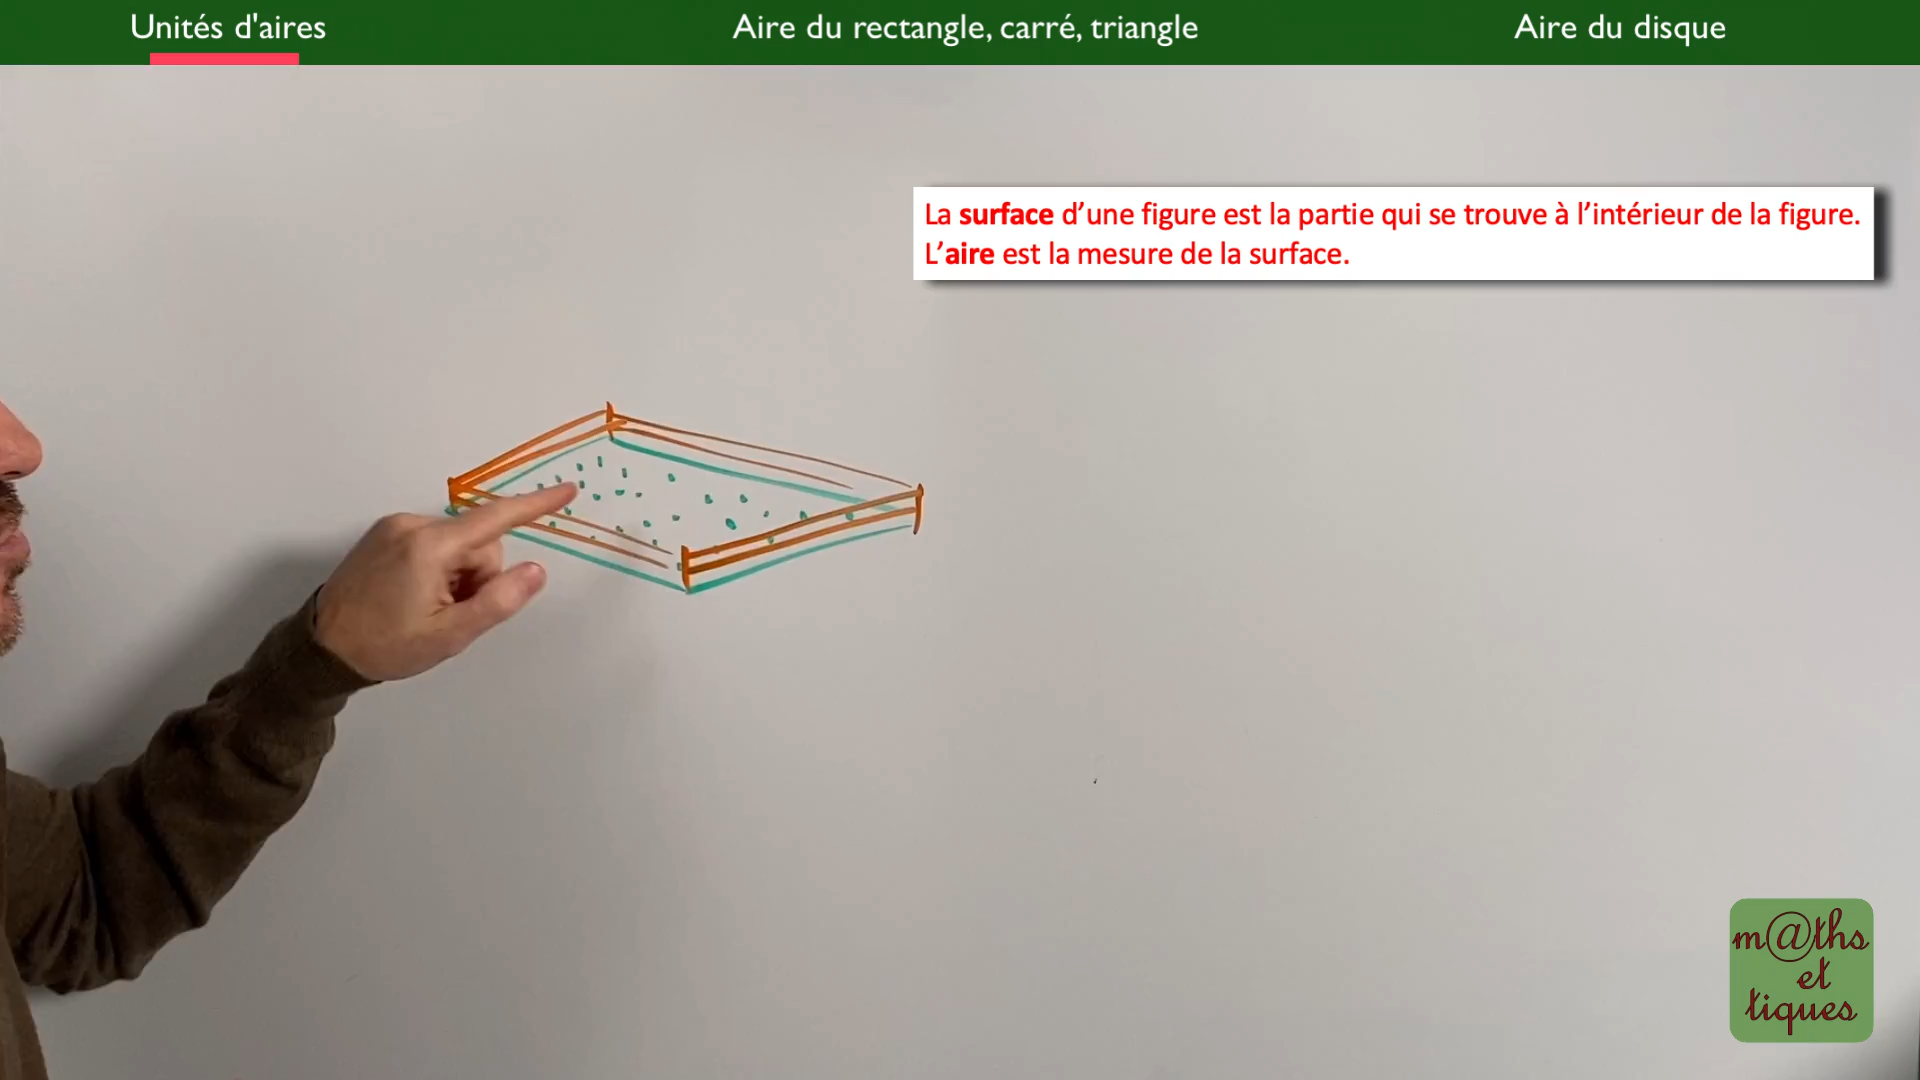 Unités d'aires
Aire du rectangle, carré, triangle
Aire du disque
La surface d’une figure est la partie qui se trouve à l’intérieur de la figure.
L’aire est la mesure de la surface.
m@ths
et
tiques